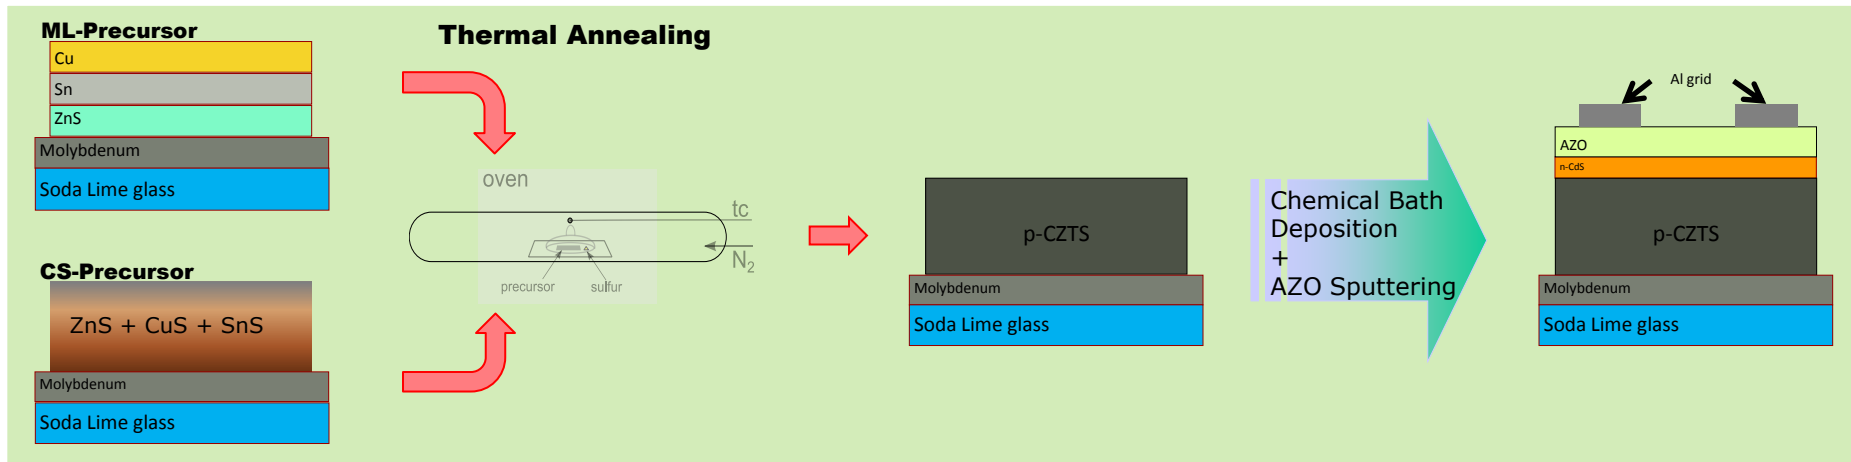 ML-Precursor
Cu
Sn
ZnS
Molybdenum
Soda Lime glass
CS-Precursor
ZnS + CuS + SnS
Molybdenum
Soda Lime glass
Thermal Annealing
oven
tc
N₂
precursor
sulfur
p-CZTS
Molybdenum
Soda Lime glass
Chemical Bath
Deposition
+
AZO Sputtering
Al grid
AZO
n-CdS
p-CZTS
Molybdenum
Soda Lime glass